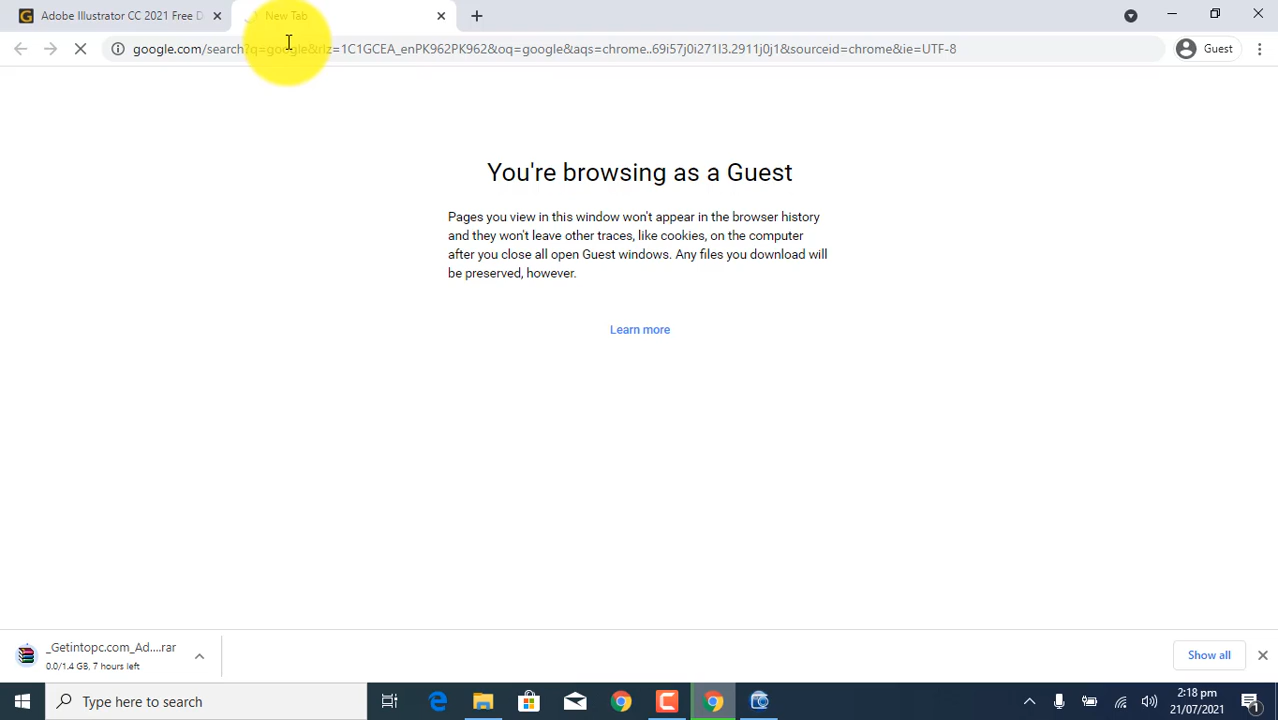 Adobe Illustrator CC 2021 Free D
New Tab
google.com/search?q=google&rlz=1C1GCEA_enPK962PK962&oq=google&aqs=chrome..69i57j0i271l3.2911j0j1&sourceid=chrome&ie=UTF-8
Guest
You're browsing as a Guest
Pages you view in this window won't appear in the browser history
and they won't leave other traces, like cookies, on the computer
after you close all open Guest windows. Any files you download will
be preserved, however.
Learn more
_Getintopc.com_Ad....rar
0.0/1.4 GB, 7 hours left
Show all
Type here to search
2:18 pm
21/07/2021
1